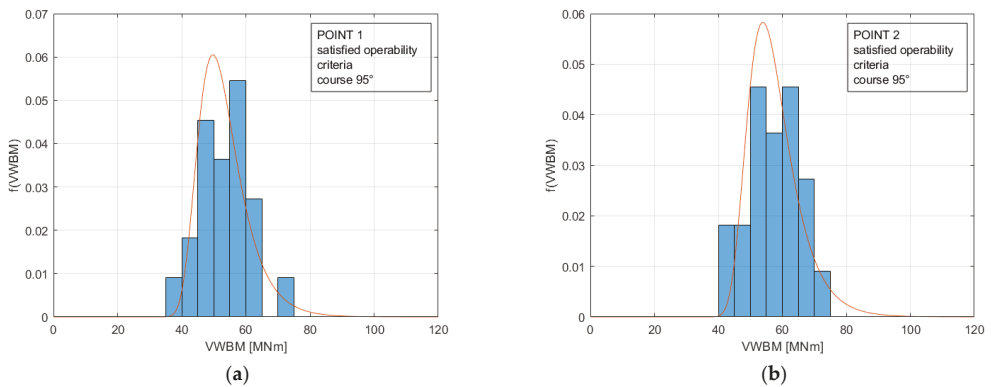 0.07
0.06
0.05
0.04
0.03
0.02
0.01
0
f(VWBM)
POINT 1
satisfied operability
criteria
course 95°
0 20 40 60 80 100 120
VWBM [MNm]
(a)
0.06
0.05
0.04
0.03
0.02
0.01
0
f(VWBM)
POINT 2
satisfied operability
criteria
course 95°
0 20 40 60 80 100 120
VWBM [MNm]
(b)